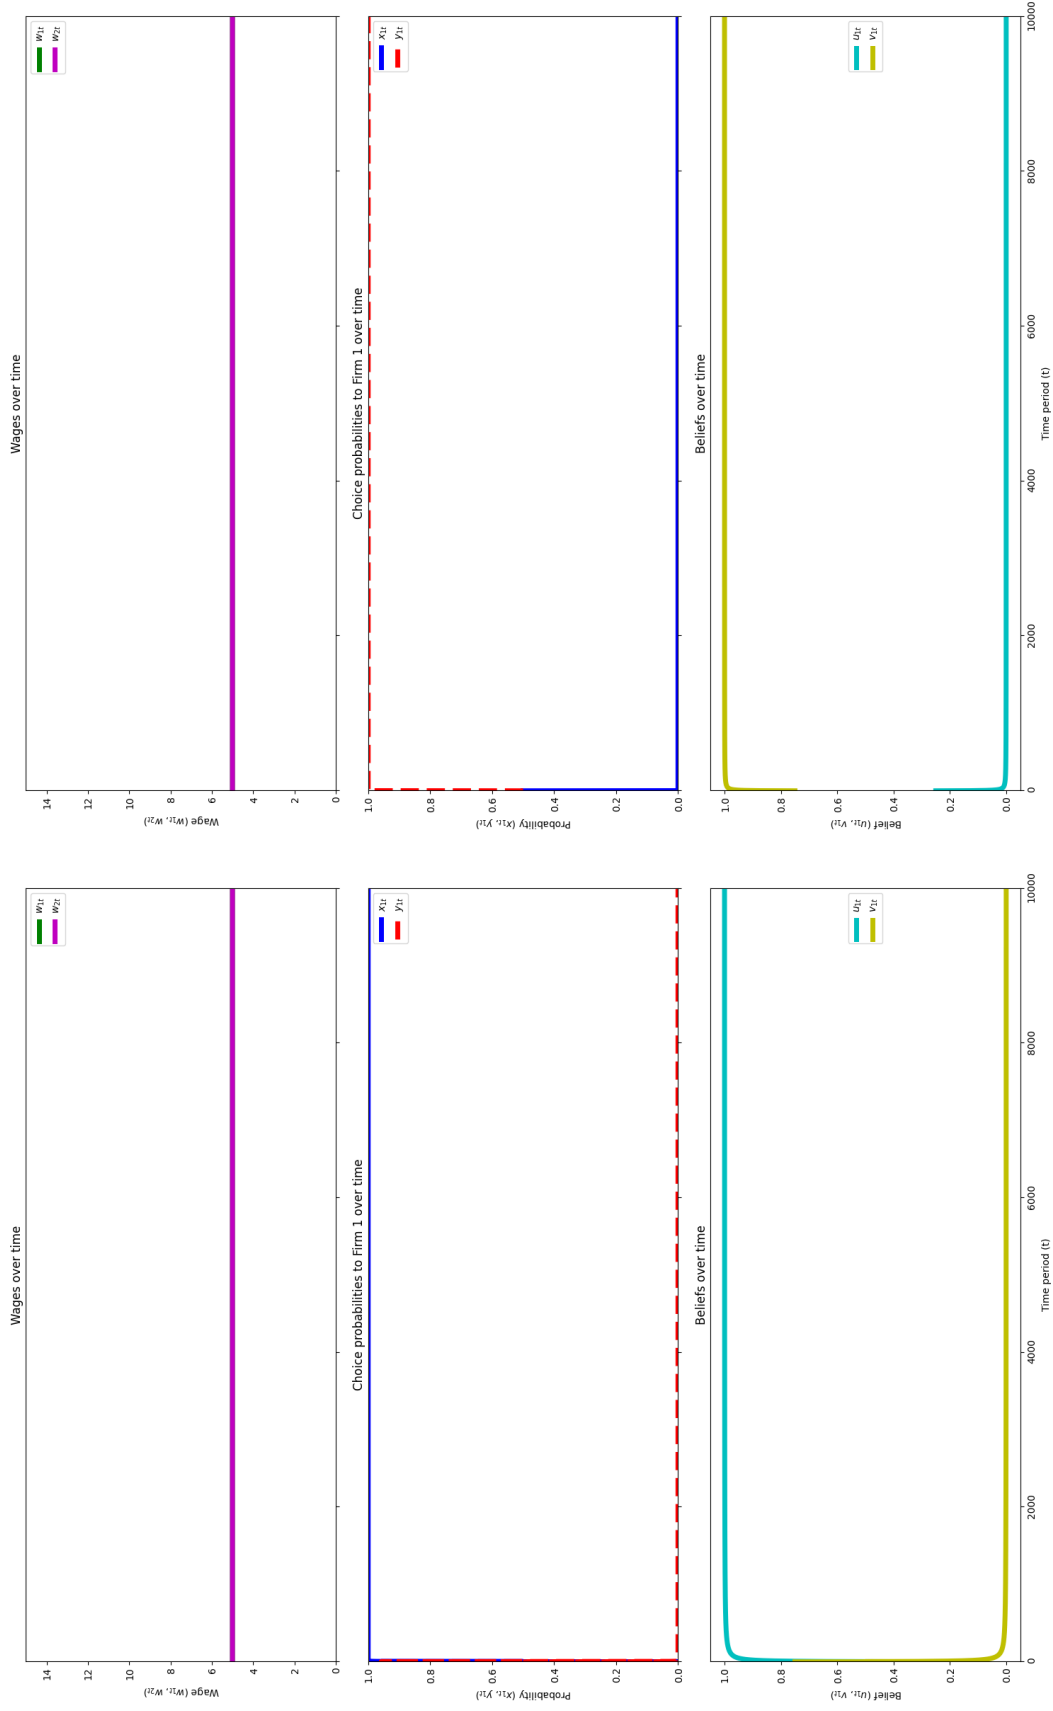 Wages over time
Wage (w₁ₜ, w₂ₜ)
14
12
10
8
6
4
2
0
w₁ₜ
w₂ₜ
Choice probabilities to Firm 1 over time
Probability (x₁ₜ, y₁ₜ)
1.0
0.8
0.6
0.4
0.2
0.0
x₁ₜ
y₁ₜ
Beliefs over time
Belief (u₁ₜ, v₁ₜ)
1.0
0.8
0.6
0.4
0.2
0.0
u₁ₜ
v₁ₜ
0 2000 4000 6000 8000 10000
Time period (t)
Wages over time
Wage (w₁ₜ, w₂ₜ)
14
12
10
8
6
4
2
0
w₁ₜ
w₂ₜ
Choice probabilities to Firm 1 over time
Probability (x₁ₜ, y₁ₜ)
1.0
0.8
0.6
0.4
0.2
0.0
x₁ₜ
y₁ₜ
Beliefs over time
Belief (u₁ₜ, v₁ₜ)
1.0
0.8
0.6
0.4
0.2
0.0
u₁ₜ
v₁ₜ
0 2000 4000 6000 8000 10000
Time period (t)